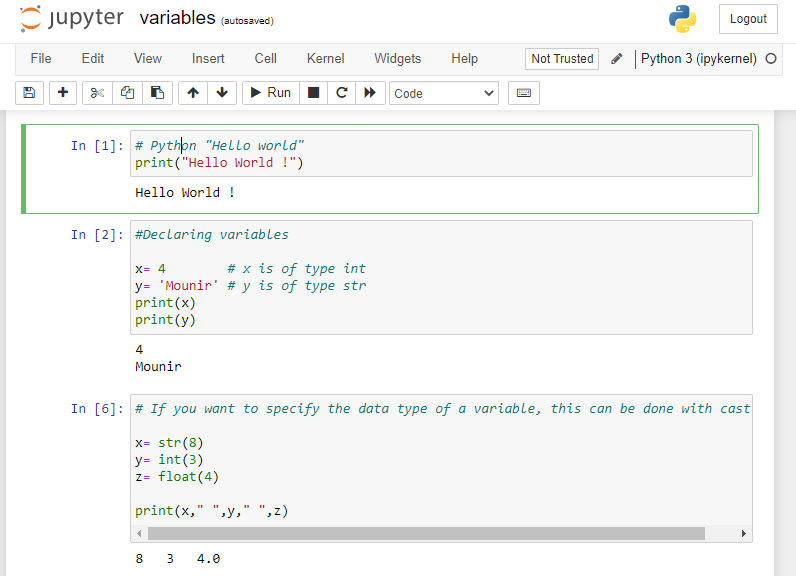 jupyter variables (autosaved) Logout
File Edit View Insert Cell Kernel Widgets Help Not Trusted Python 3 (ipykernel)
Run Code
In [1]: # Python "Hello world"
print("Hello World !")
Hello World !
In [2]: #Declaring variables
x= 4 # x is of type int
y= 'Mounir' # y is of type str
print(x)
print(y)
4
Mounir
In [6]: # If you want to specify the data type of a variable, this can be done with cast
x= str(8)
y= int(3)
z= float(4)
print(x," ",y," ",z)
8 3 4.0